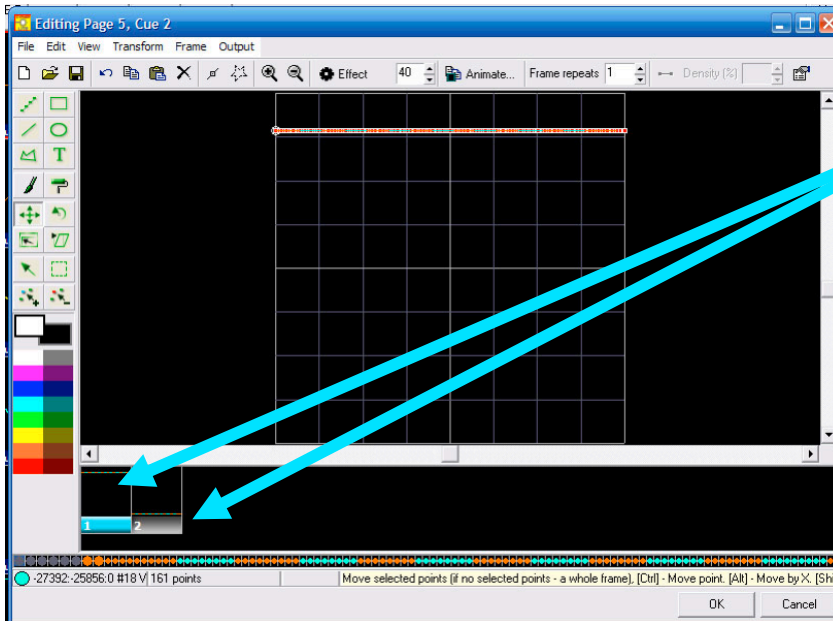 Editing Page 5, Cue 2
File Edit View Transform Frame Output
Effect 40 Animate... Frame repeats 1 Density (%)
T
1 2
-27392:-25856:0 #18 V 161 points Move selected points (if no selected points - a whole frame), [Ctrl] - Move point. [Alt] - Move by X. [Shi
OK Cancel